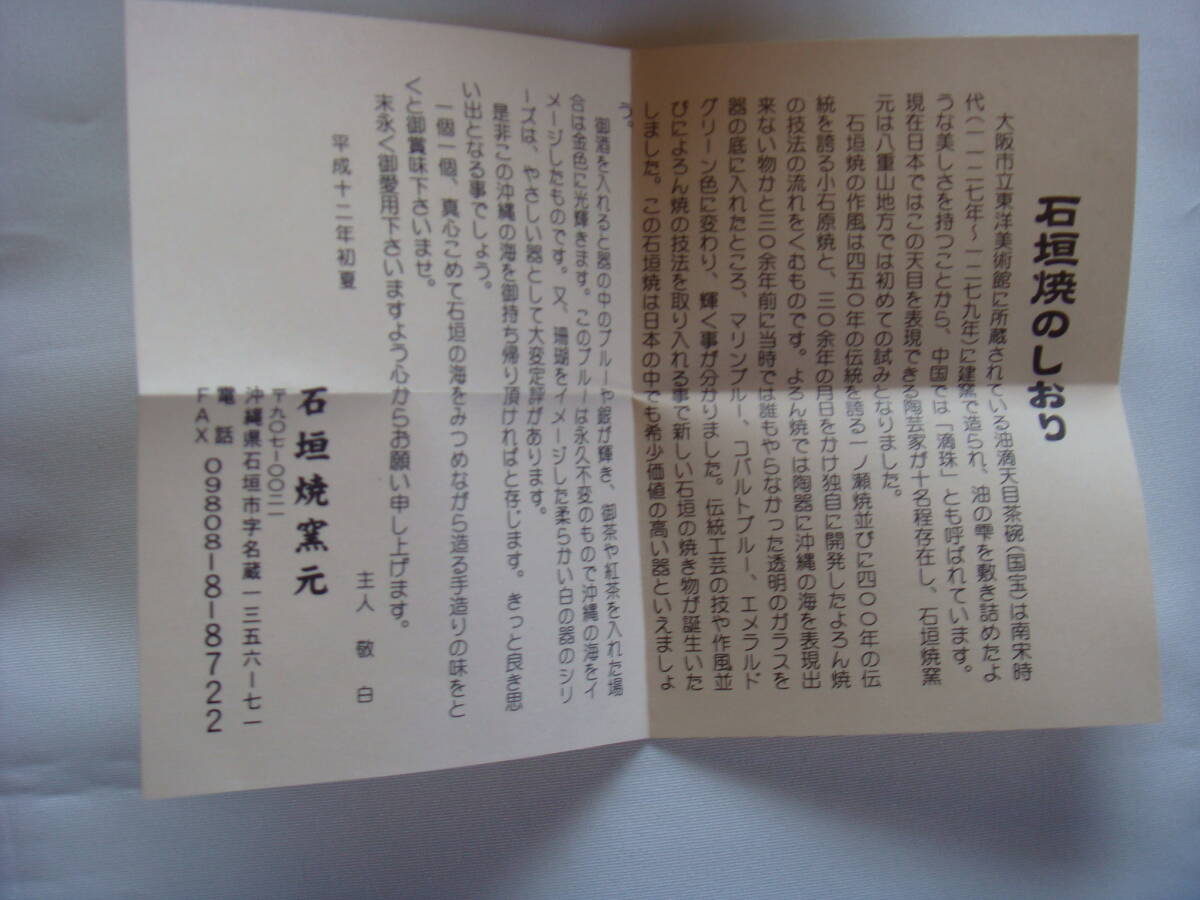 石垣焼のしおり
大阪市立東洋美術館に所蔵されている油滴天目茶碗(国宝)は南宋時
代(一一二七年〜一二七九年)に建窯で造られ、油の雫を敷き詰めたよ
うな美しさを持つことから、中国では「滴珠」とも呼ばれています。
現在日本ではこの天目を表現できる陶芸家が十名程存在し、石垣焼窯
元は八重山地方では初めての試みとなりました。
石垣焼の作風は四五〇年の伝統を誇る一ノ瀬焼並びに四〇〇年の伝
統を誇る小石原焼と、三〇余年の月日をかけ独自に開発したよろん焼
の技法の流れをくむものです。よろん焼では陶器に沖縄の海を表現出
来ない物かと三〇余年前に当時では誰もやらなかった透明のガラスを
器の底に入れたところ、マリンブルー、コバルトブルー、エメラルド
グリーン色に変わり、輝く事が分かりました。伝統工芸の技や作風並
びによろん焼の技法を取り入れる事で新しい石垣の焼き物が誕生いた
しました。この石垣焼は日本の中でも希少価値の高い器といえましょ
う。
御酒を入れると器の中のブルーや銀が輝き、御茶や紅茶を入れた場
合は金色に光輝きます。このブルーは永久不変のもので沖縄の海をイ
メージしたものです。又、珊瑚をイメージした柔らかい白の器のシリ
ーズは、やさしい器として大変定評があります。
是非この沖縄の海を御持ち帰り頂ければと存します。きっと良き思
い出となる事でしょう。
一個一個、真心こめて石垣の海をみつめながら造る手造りの味をと
くと御賞味下さいませ。
末永く御愛用下さいますよう心からお願い申し上げます。
主人 敬白
平成十二年初夏
石垣焼窯元
〒九〇七-〇〇二一
沖縄県石垣市字名蔵一三五六-七一
電話
FAX 09808-8-8722